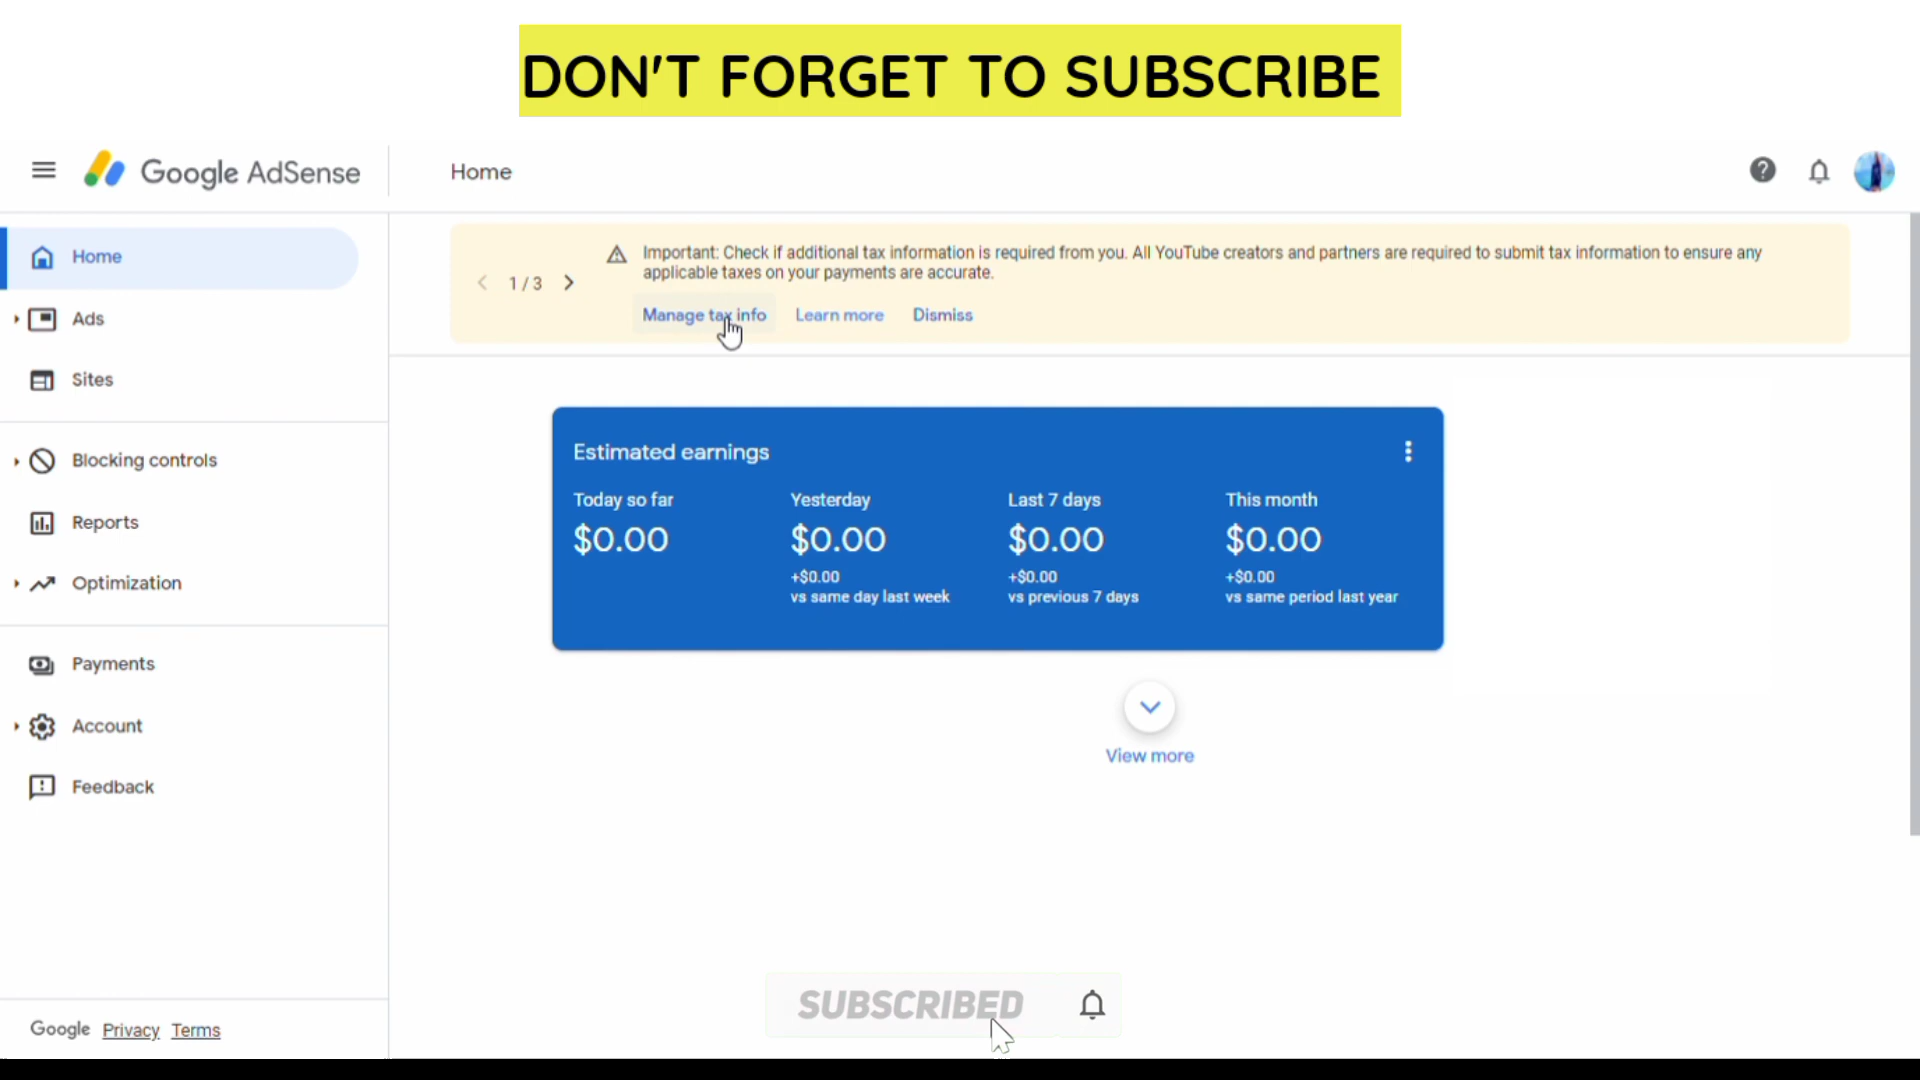 DON'T FORGET TO SUBSCRIBE
Google AdSense
Home
Home
Ads
Sites
Blocking controls
Reports
Optimization
Payments
Account
Feedback
Google Privacy Terms
1 / 3
Important: Check if additional tax information is required from you. All YouTube creators and partners are required to submit tax information to ensure any
applicable taxes on your payments are accurate.
Manage tax info Learn more Dismiss
Estimated earnings
Today so far Yesterday Last 7 days This month
$0.00 $0.00 $0.00 $0.00
+$0.00 +$0.00 +$0.00
vs same day last week vs previous 7 days vs same period last year
View more
SUBSCRIBED